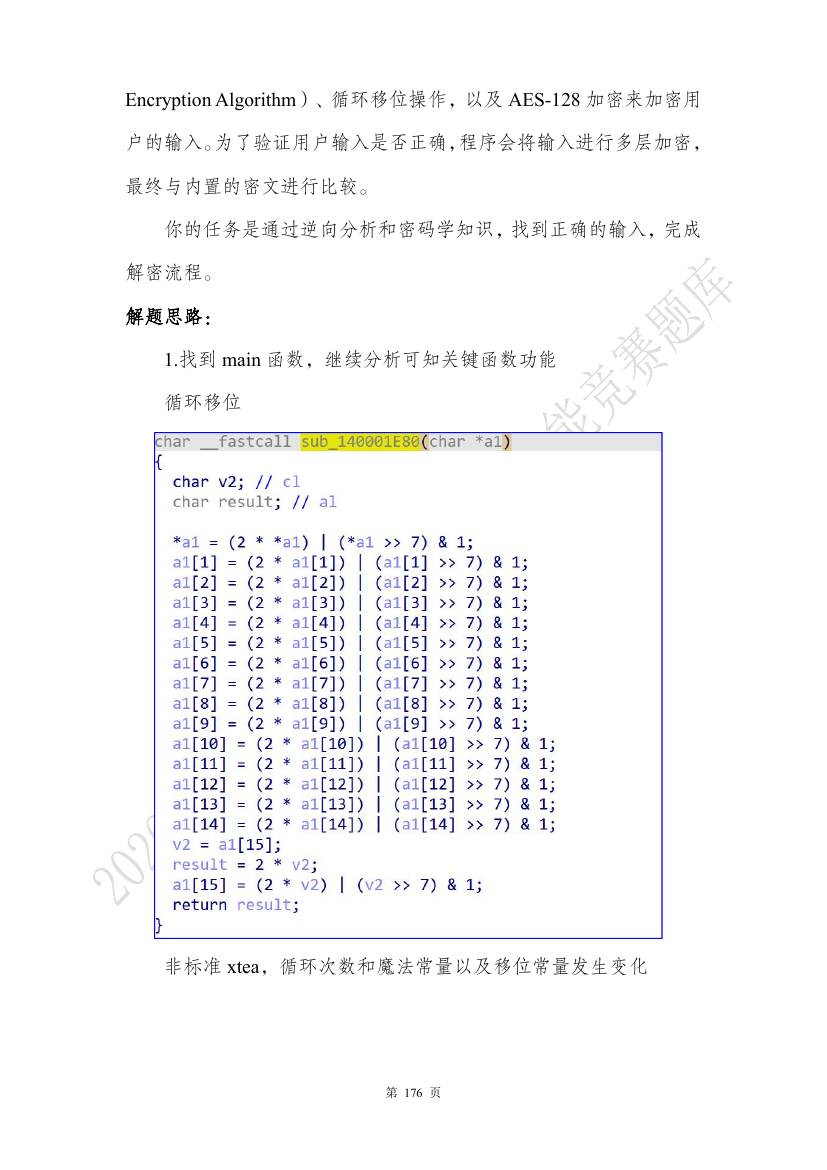 Encryption Algorithm）、循环移位操作，以及 AES-128 加密来加密用
户的输入。为了验证用户输入是否正确，程序会将输入进行多层加密，
最终与内置的密文进行比较。
你的任务是通过逆向分析和密码学知识，找到正确的输入，完成
解密流程。
解题思路：
1.找到 main 函数，继续分析可知关键函数功能
循环移位
char __fastcall sub_140001E80(char *a1)
{
char v2; // cl
char result; // al
*a1 = (2 * *a1) | (*a1 >> 7) & 1;
a1[1] = (2 * a1[1]) | (a1[1] >> 7) & 1;
a1[2] = (2 * a1[2]) | (a1[2] >> 7) & 1;
a1[3] = (2 * a1[3]) | (a1[3] >> 7) & 1;
a1[4] = (2 * a1[4]) | (a1[4] >> 7) & 1;
a1[5] = (2 * a1[5]) | (a1[5] >> 7) & 1;
a1[6] = (2 * a1[6]) | (a1[6] >> 7) & 1;
a1[7] = (2 * a1[7]) | (a1[7] >> 7) & 1;
a1[8] = (2 * a1[8]) | (a1[8] >> 7) & 1;
a1[9] = (2 * a1[9]) | (a1[9] >> 7) & 1;
a1[10] = (2 * a1[10]) | (a1[10] >> 7) & 1;
a1[11] = (2 * a1[11]) | (a1[11] >> 7) & 1;
a1[12] = (2 * a1[12]) | (a1[12] >> 7) & 1;
a1[13] = (2 * a1[13]) | (a1[13] >> 7) & 1;
a1[14] = (2 * a1[14]) | (a1[14] >> 7) & 1;
v2 = a1[15];
result = 2 * v2;
a1[15] = (2 * v2) | (v2 >> 7) & 1;
return result;
}
非标准 xtea，循环次数和魔法常量以及移位常量发生变化
能竞赛题库
第 176 页